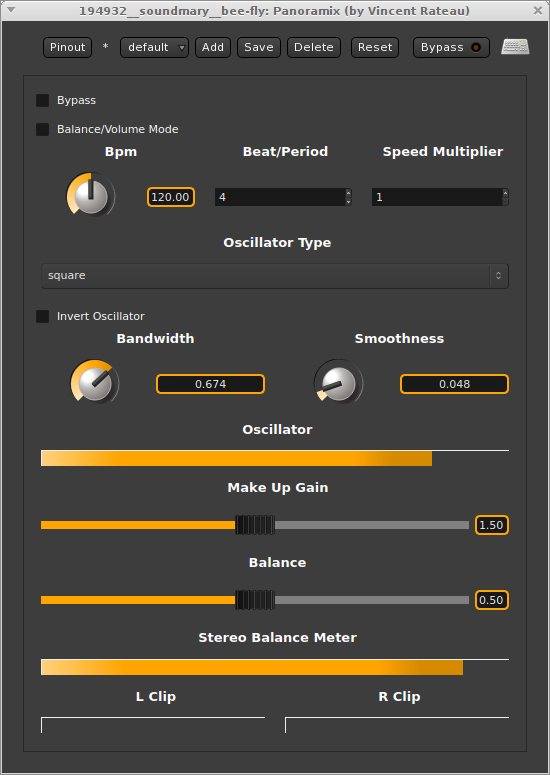 194932__soundmary__bee-fly: Panoramix (by Vincent Rateau)
Pinout * default Add Save Delete Reset Bypass
Bypass
Balance/Volume Mode
Bpm Beat/Period Speed Multiplier
120.00 4 1
Oscillator Type
square
Invert Oscillator
Bandwidth Smoothness
0.674 0.048
Oscillator
Make Up Gain
1.50
Balance
0.50
Stereo Balance Meter
L Clip R Clip